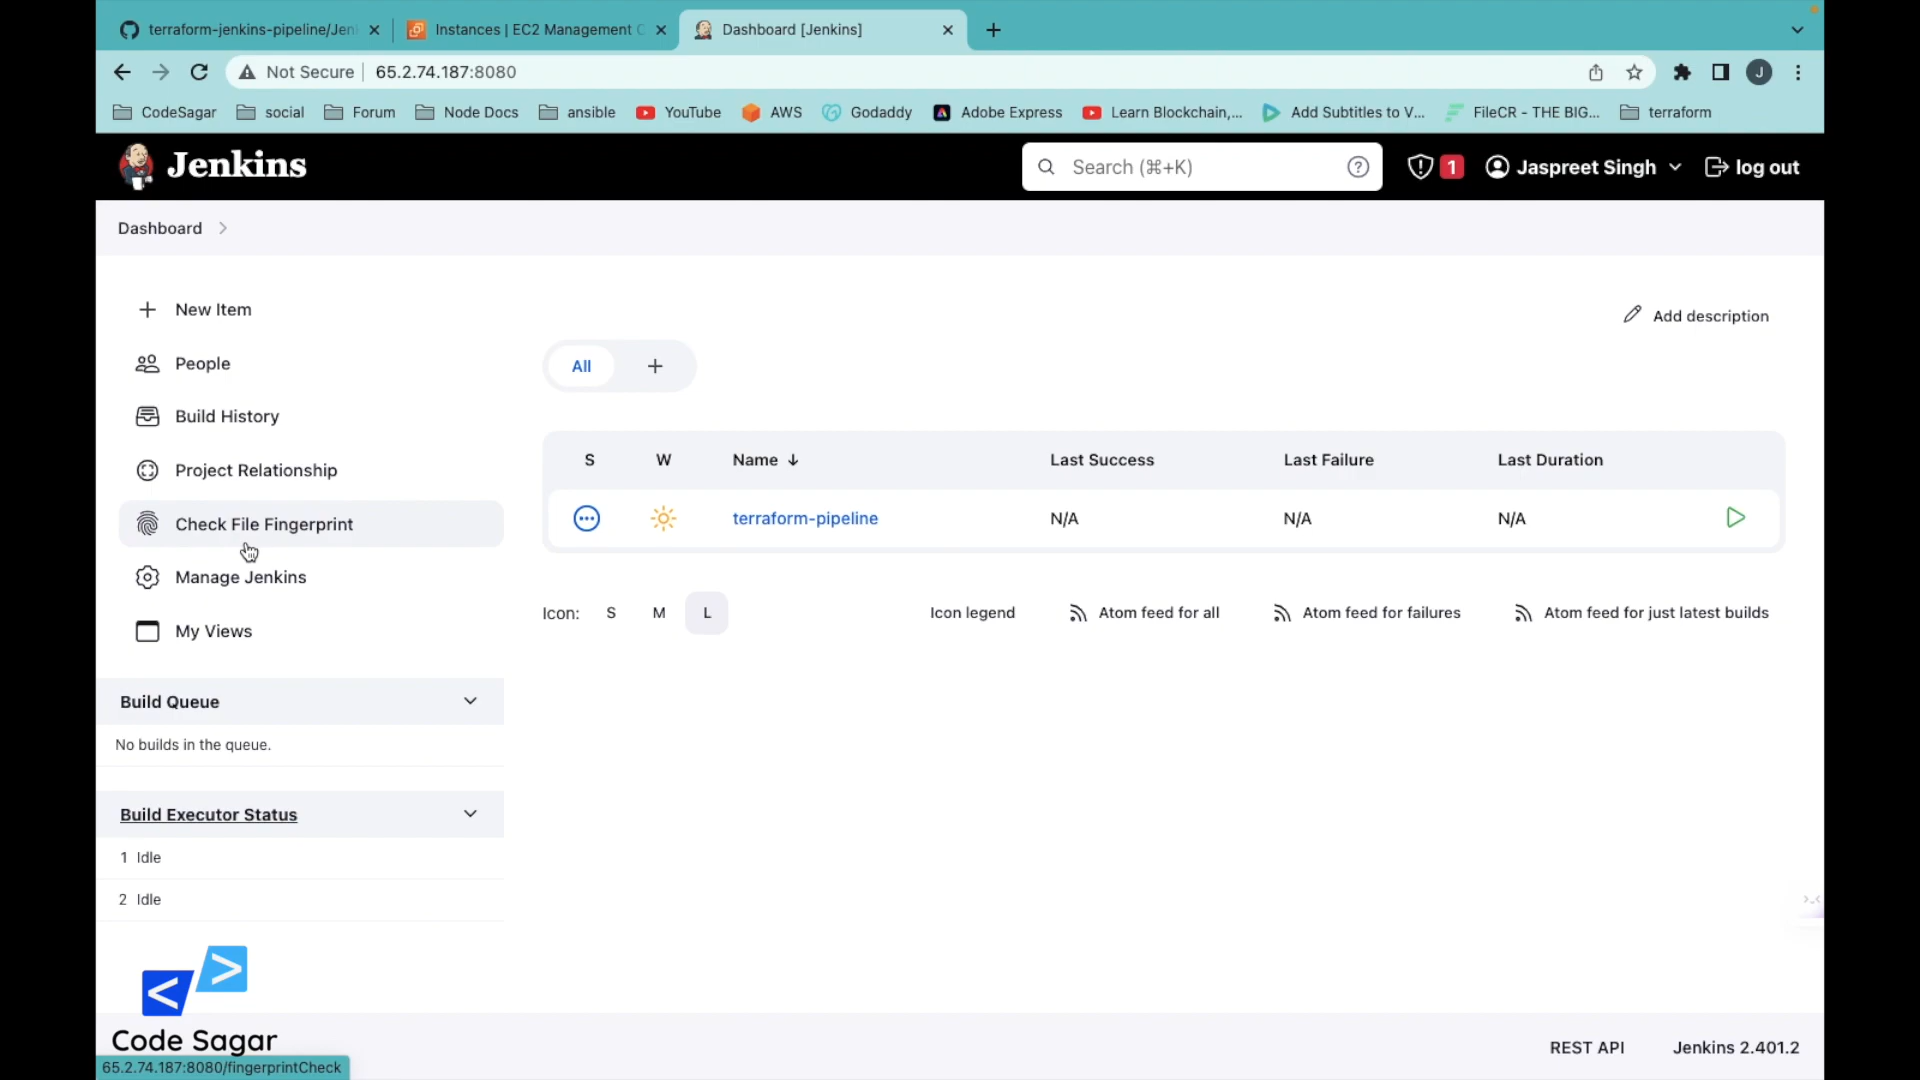 terraform-jenkins-pipeline/Jen
Instances | EC2 Management C
Dashboard [Jenkins]
Not Secure
65.2.74.187:8080
J
CodeSagar
social
Forum
Node Docs
ansible
YouTube
AWS
Godaddy
Adobe Express
Learn Blockchain,...
Add Subtitles to V...
FileCR - THE BIG...
terraform
Jenkins
Search (⌘+K)
1
Jaspreet Singh
log out
Dashboard
New Item
People
Build History
Project Relationship
Check File Fingerprint
Manage Jenkins
My Views
Build Queue
No builds in the queue.
Build Executor Status
1 Idle
2 Idle
Add description
All
+
S W Name ↓ Last Success Last Failure Last Duration
terraform-pipeline N/A N/A N/A
Icon: S M L
Icon legend
Atom feed for all
Atom feed for failures
Atom feed for just latest builds
< >
Code Sagar
65.2.74.187:8080/fingerprintCheck
REST API
Jenkins 2.401.2